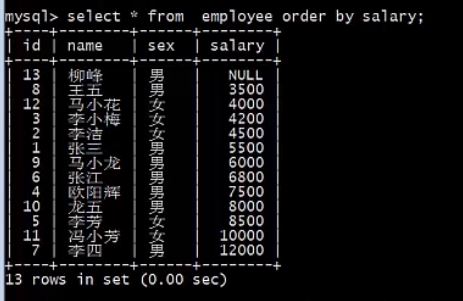 mysql> select * from  employee order by salary;
+----+--------+-----+--------+
| id | name | sex | salary |
+----+--------+-----+--------+
| 13 | 柳峰 | 男 | NULL |
| 8 | 王五 | 男 | 3500 |
| 12 | 马小花 | 女 | 4000 |
| 3 | 李小梅 | 女 | 4200 |
| 2 | 李洁 | 女 | 4500 |
| 1 | 张三 | 男 | 5500 |
| 9 | 马小龙 | 男 | 6000 |
| 6 | 张江 | 男 | 6800 |
| 4 | 欧阳辉 | 男 | 7500 |
| 10 | 龙五 | 男 | 8000 |
| 5 | 李芳 | 女 | 8500 |
| 11 | 冯小芳 | 女 | 10000 |
| 7 | 李四 | 男 | 12000 |
+----+--------+-----+--------+
13 rows in set (0.00 sec)